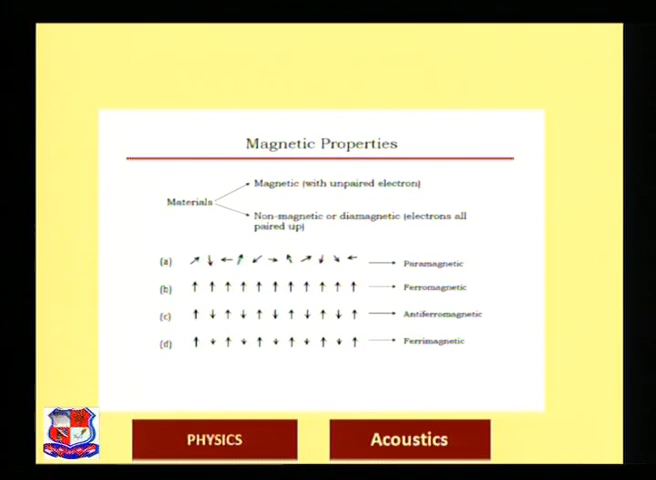 Magnetic Properties
Magnetic (with unpaired electron)
Materials
Non-magnetic or diamagnetic (electrons all
paired up)
(a) Paramagnetic
(b) Ferromagnetic
(c) Antiferromagnetic
(d) Ferrimagnetic
PHYSICS
Acoustics